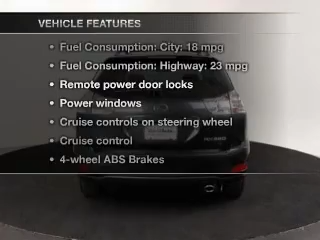 VEHICLE FEATURES
• Fuel Consumption: City: 18 mpg
• Fuel Consumption: Highway: 23 mpg
• Remote power door locks
• Power windows
• Cruise controls on steering wheel
• Cruise control
• 4-wheel ABS Brakes